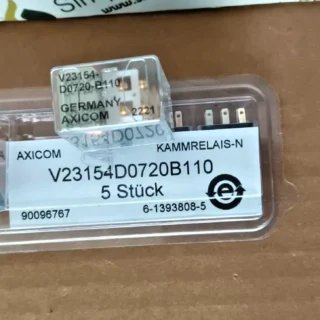 V23154-
D0720-B110
GERMANY
AXICOM 2221
AXICOM KAMMRELAIS-N
V23154D0720B110
5 Stück
90096767 6-1393808-5